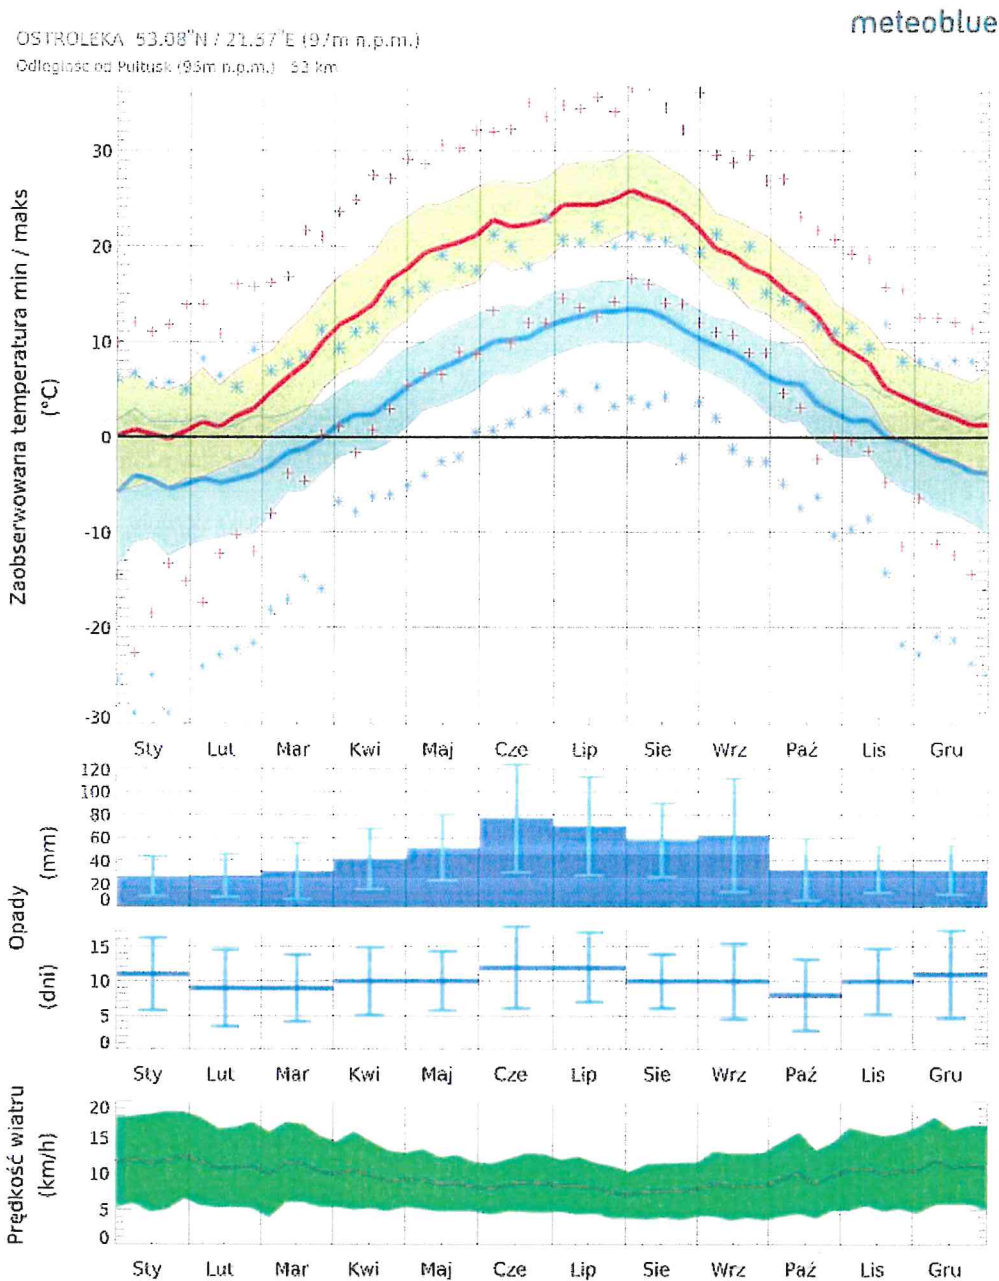 meteoblue
OSTROLEKA 53.08°N / 21.57°E (97m n.p.m.)
Odległość od Pułtusk (95m n.p.m.) 52 km
Zaobserwowana temperatura min / maks
(°C)
30
20
10
0
-10
-20
-30
Sty Lut Mar Kwi Maj Cze Lip Sie Wrz Paź Lis Gru
Opady
(mm)
120
100
80
60
40
20
0
(dni)
15
10
5
0
Sty Lut Mar Kwi Maj Cze Lip Sie Wrz Paź Lis Gru
Prędkość wiatru
(km/h)
20
15
10
5
0
Sty Lut Mar Kwi Maj Cze Lip Sie Wrz Paź Lis Gru